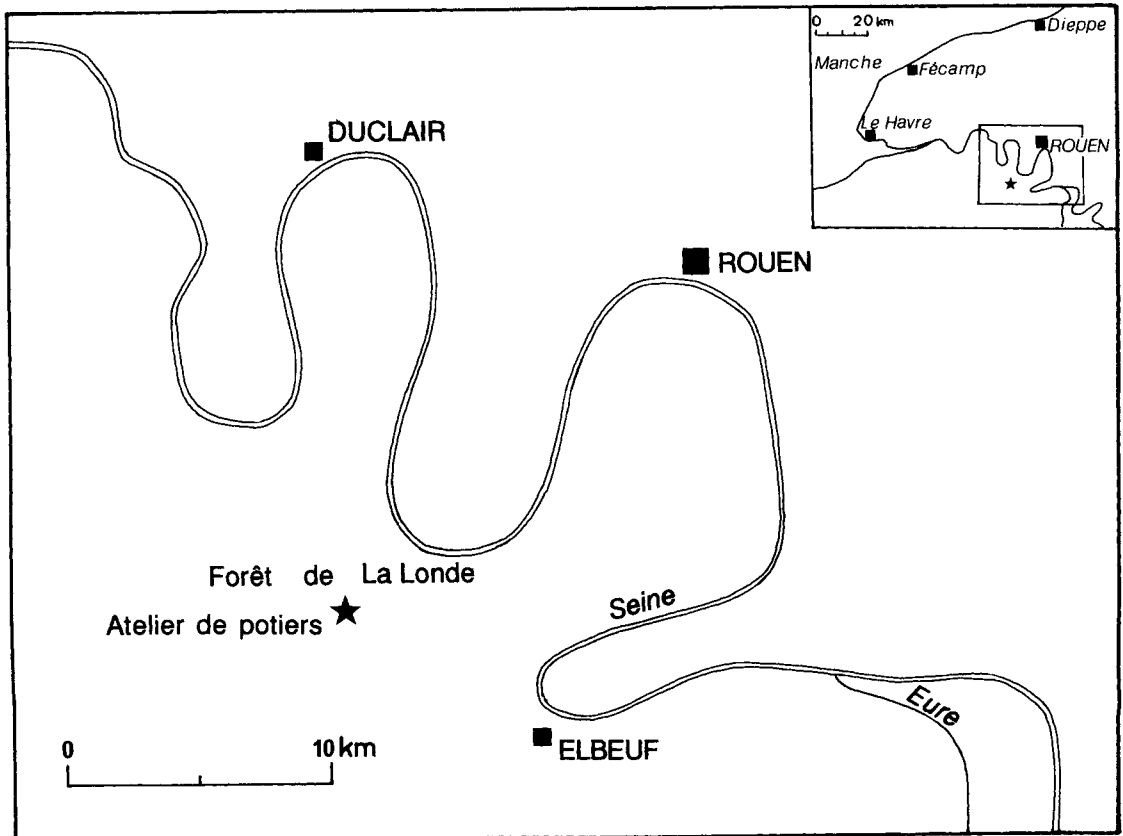 0 20 km
Dieppe
Manche
Fécamp
Le Havre
ROUEN
DUCLAIR
ROUEN
Forêt de La Londe
Atelier de potiers
Seine
Eure
0 10 km
ELBEUF